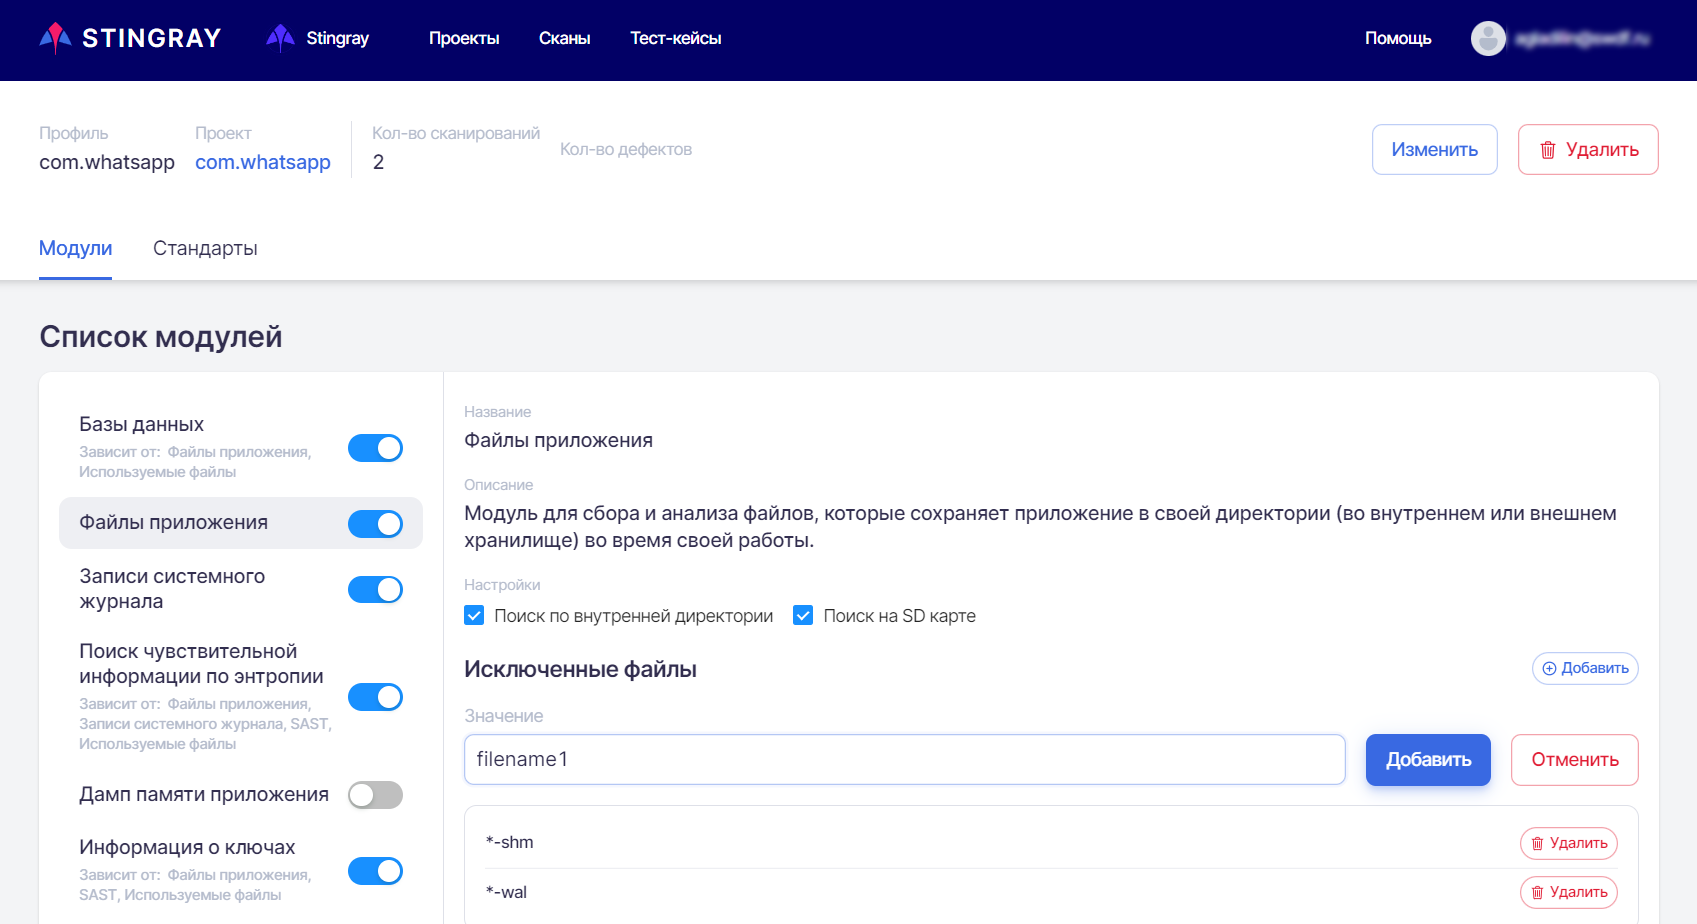 STINGRAY
Stingray
Проекты
Сканы
Тест-кейсы
Помощь
Профиль
com.whatsapp
Проект
com.whatsapp
Кол-во сканирований
2
Кол-во дефектов
Изменить
Удалить
Модули
Стандарты
Список модулей
Базы данных
Зависит от: Файлы приложения,
Используемые файлы
Файлы приложения
Записи системного
журнала
Поиск чувствительной
информации по энтропии
Зависит от: Файлы приложения,
Записи системного журнала, SAST,
Используемые файлы
Дамп памяти приложения
Информация о ключах
Зависит от: Файлы приложения,
SAST, Используемые файлы
Название
Файлы приложения
Описание
Модуль для сбора и анализа файлов, которые сохраняет приложение в своей директории (во внутреннем или внешнем
хранилище) во время своей работы.
Настройки
Поиск по внутренней директории
Поиск на SD карте
Исключенные файлы
Добавить
Значение
filename1
Добавить
Отменить
*-shm
Удалить
*-wal
Удалить